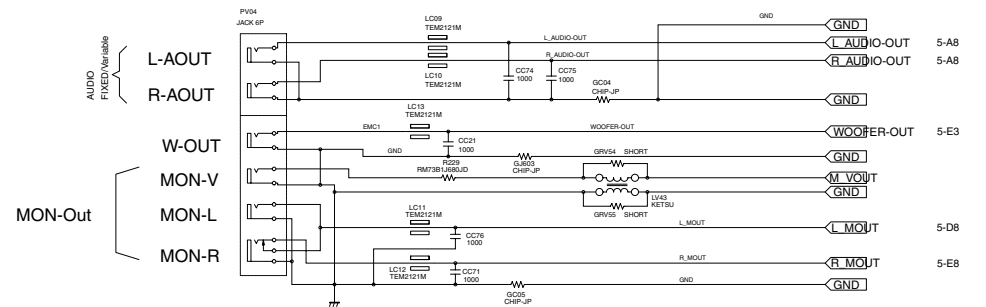 PV04
JACK 6P
LC09
TEM2121M
GND
GND
L_AUDIO-OUT
L_AUDIO-OUT
5-A8
R_AUDIO-OUT
R_AUDIO-OUT
5-A8
AUDIO
FIXED/Variable
L-AOUT
R-AOUT
LC10
TEM2121M
CC74
1000
CC75
1000
GC04
CHIP-JP
GND
LC13
TEM2121M
EMC1
WOOFER-OUT
WOOFER-OUT
5-E3
W-OUT
CC21
1000
GND
GJ603
CHIP-JP
GRV54 SHORT
GND
MON-V
R229
RM73B1J680JD
M_VOUT
GND
LV43
KETSU
GRV55 SHORT
MON-Out
MON-L
LC11
TEM2121M
L_MOUT
L_MOUT
5-D8
MON-R
CC76
1000
R_MOUT
R_MOUT
5-E8
LC12
TEM2121M
CC71
1000
GND
GND
GC05
CHIP-JP